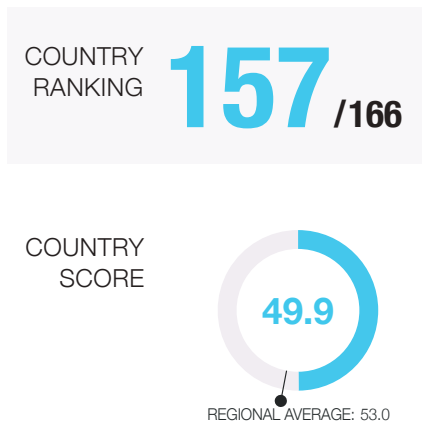 COUNTRY
RANKING
157/166
COUNTRY
SCORE
49.9
REGIONAL AVERAGE: 53.0